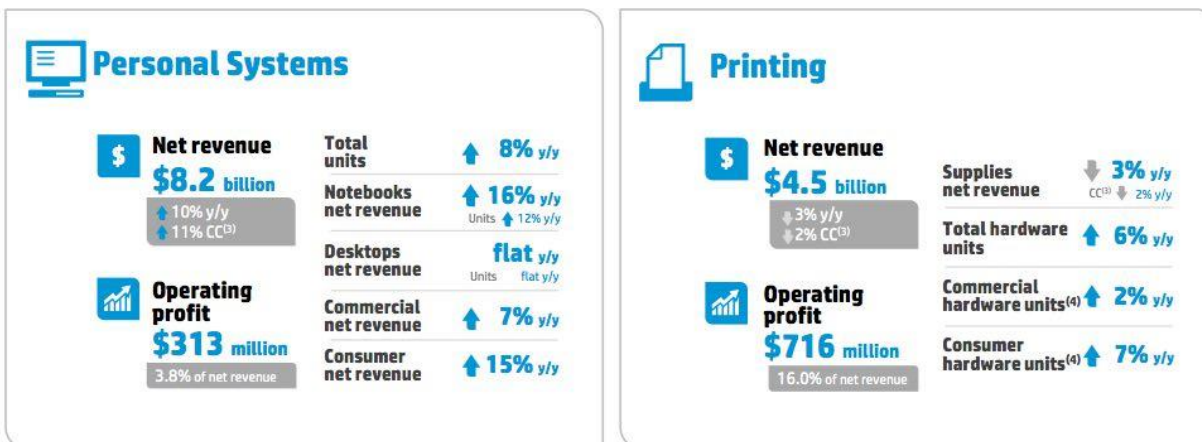 Personal Systems
$
Net revenue
$8.2 billion
10% y/y
11% CC(3)
Operating
profit
$313 million
3.8% of net revenue
Total
units
8% y/y
Notebooks
net revenue
16% y/y
Units 12% y/y
Desktops
net revenue
flat y/y
Units flat y/y
Commercial
net revenue
7% y/y
Consumer
net revenue
15% y/y
Printing
$
Net revenue
$4.5 billion
3% y/y
2% CC(3)
Operating
profit
$716 million
16.0% of net revenue
Supplies
net revenue
3% y/y
CC(3) 2% y/y
Total hardware
units
6% y/y
Commercial
hardware units(4)
2% y/y
Consumer
hardware units(4)
7% y/y